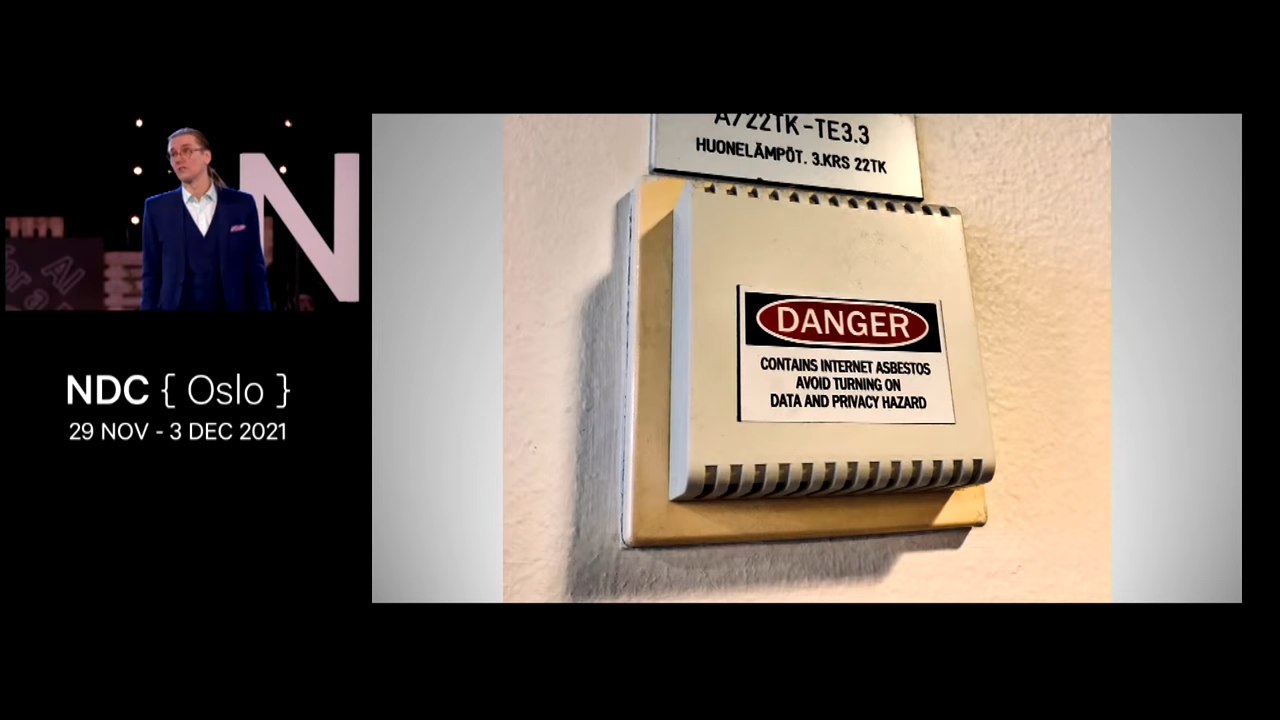 N
AI
NDC { Oslo }
29 NOV - 3 DEC 2021
A722TK-TE3.3
HUONELÄMPÖT. 3.KRS 22TK
DANGER
CONTAINS INTERNET ASBESTOS
AVOID TURNING ON
DATA AND PRIVACY HAZARD